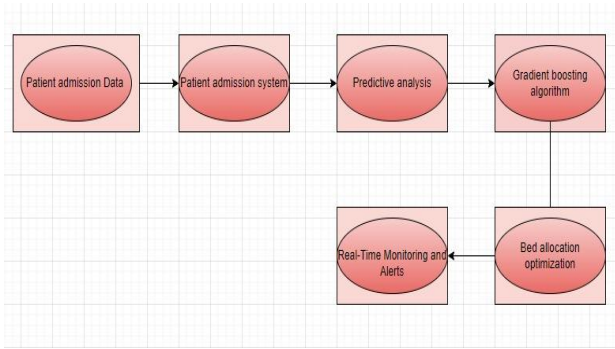 Patient admission Data
Patient admission system
Predictive analysis
Gradient boosting
algorithm
Real-Time Monitoring and
Alerts
Bed allocation
optimization